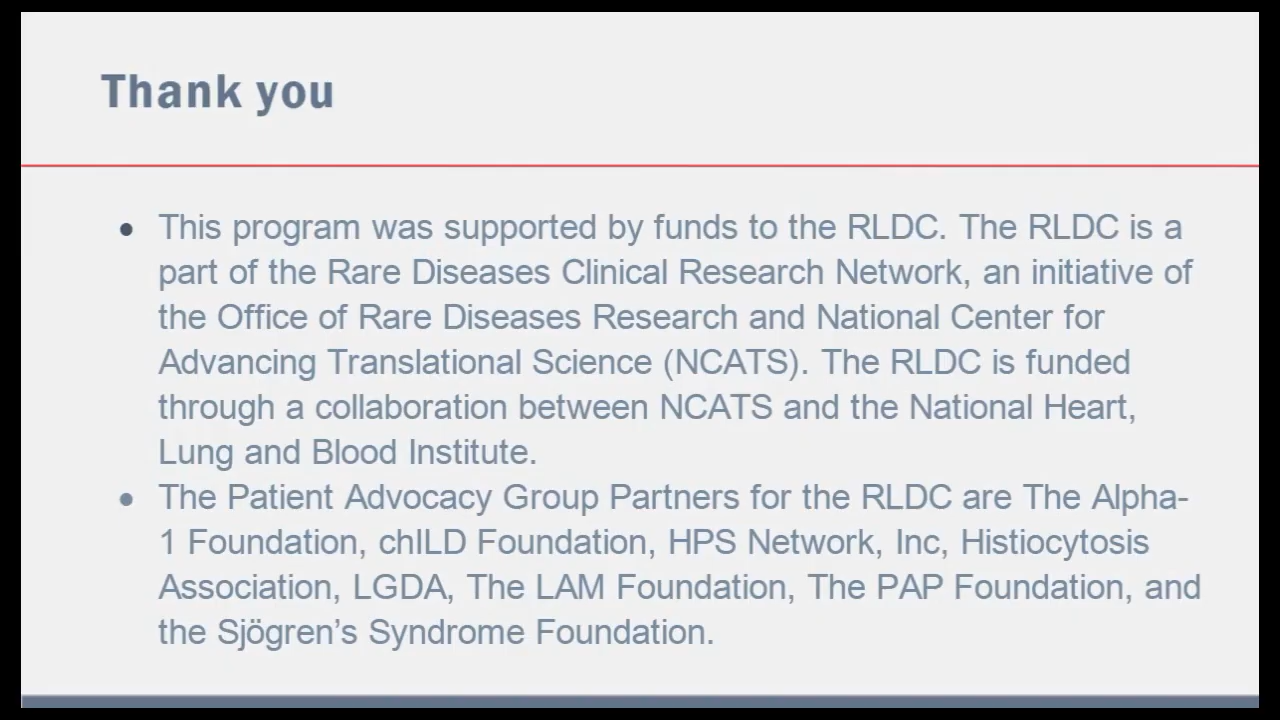 Thank you
• This program was supported by funds to the RLDC. The RLDC is a
part of the Rare Diseases Clinical Research Network, an initiative of
the Office of Rare Diseases Research and National Center for
Advancing Translational Science (NCATS). The RLDC is funded
through a collaboration between NCATS and the National Heart,
Lung and Blood Institute.
• The Patient Advocacy Group Partners for the RLDC are The Alpha-
1 Foundation, chILD Foundation, HPS Network, Inc, Histiocytosis
Association, LGDA, The LAM Foundation, The PAP Foundation, and
the Sjögren’s Syndrome Foundation.